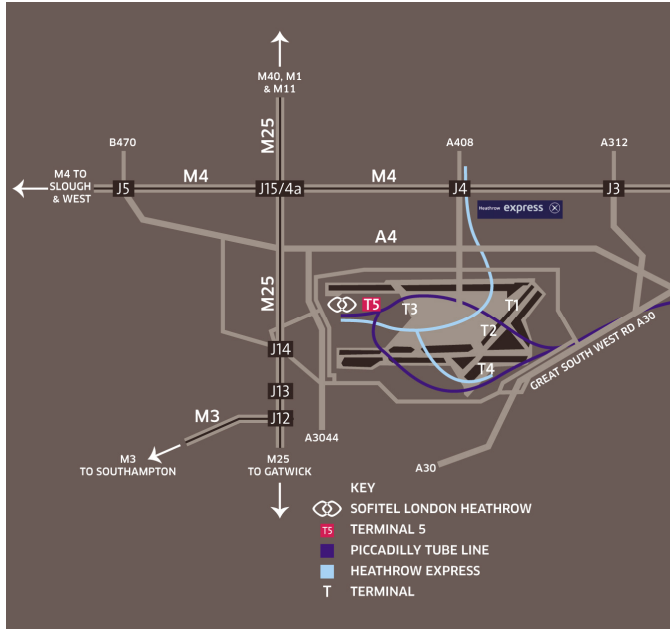 M40, M1
& M11
M25
B470
A408
A312
M4 TO
SLOUGH
& WEST
M4
M4
J5
J15/4a
J4
J3
Heathrow express
A4
M25
T5
T3
T1
T2
T4
J14
J13
J12
M3
GREAT SOUTH WEST RD A30
A3044
A30
M3
TO SOUTHAMPTON
M25
TO GATWICK
KEY
SOFITEL LONDON HEATHROW
T5 TERMINAL 5
PICCADILLY TUBE LINE
HEATHROW EXPRESS
T TERMINAL